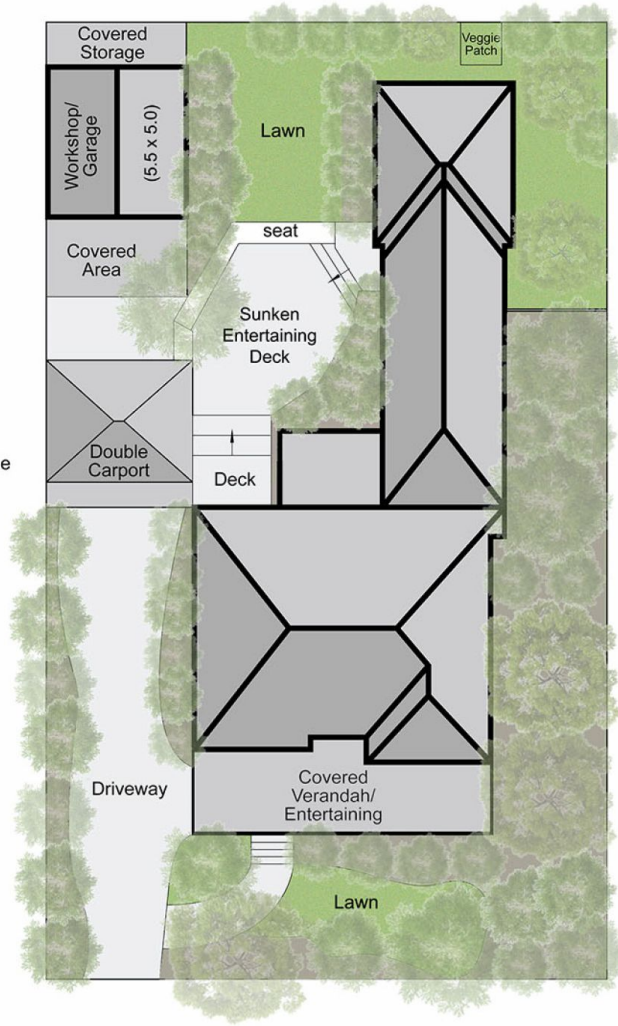 Covered
Storage
Veggie
Patch
Workshop/
Garage
(5.5 x 5.0)
Lawn
Covered
Area
seat
Sunken
Entertaining
Deck
e
Double
Carport
Deck
Driveway
Covered
Verandah/
Entertaining
Lawn